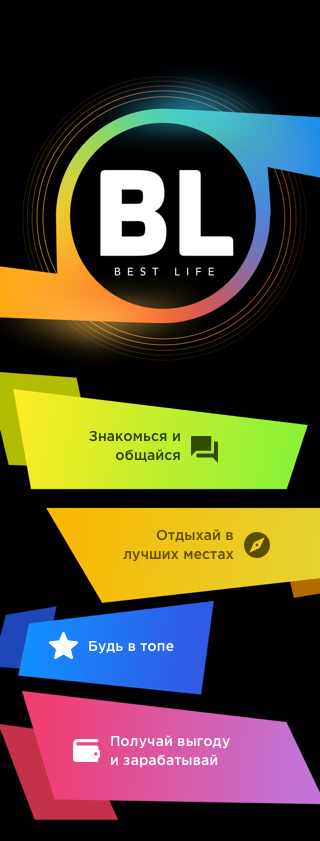 BL
BEST LIFE
Знакомься и
общайся
Отдыхай в
лучших местах
Будь в топе
Получай выгоду
и зарабатывай